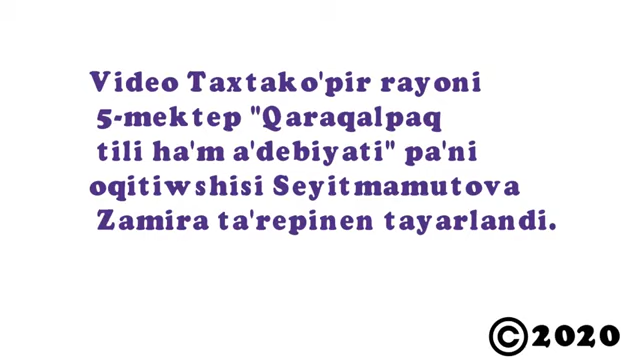 Video Taxtako'pir rayoni
5-mektep "Qaraqalpaq
tili ha'm a'debiyati" pa'ni
oqitiwshisi Seyitmamutova
Zamira ta'repinen tayarlandi.
©2020